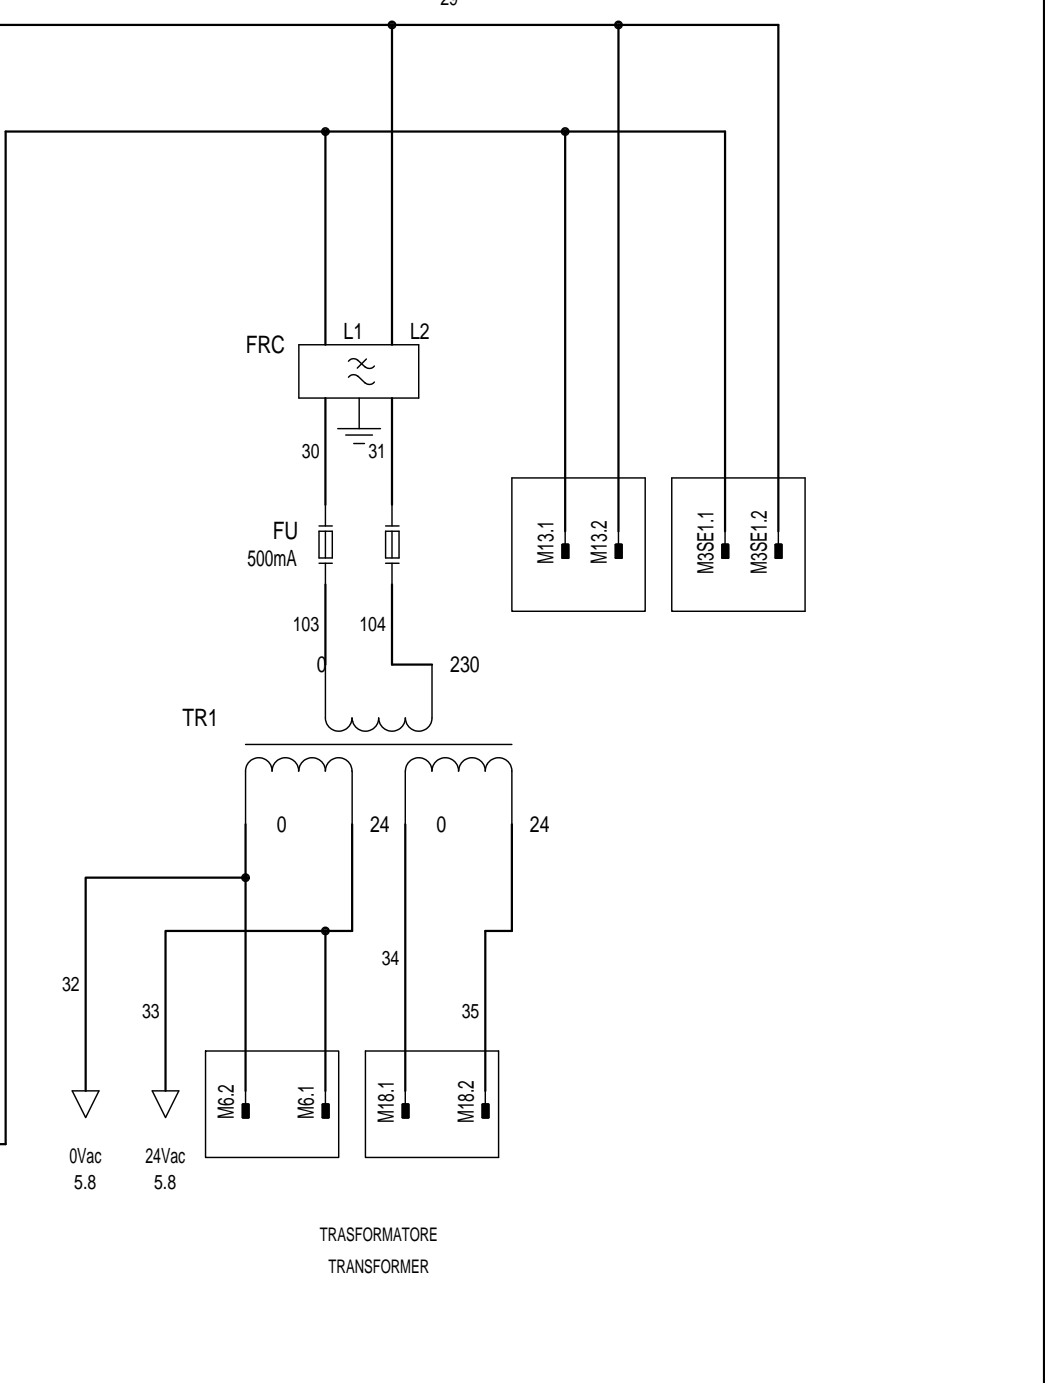 29
L1
L2
FRC
30
31
FU
500mA
M13.1
M13.2
M3SE1.1
M3SE1.2
103
104
0
230
TR1
0
24
0
24
34
32
33
35
M6.2
M6.1
M18.1
M18.2
0Vac
24Vac
5.8
5.8
TRASFORMATORE
TRANSFORMER